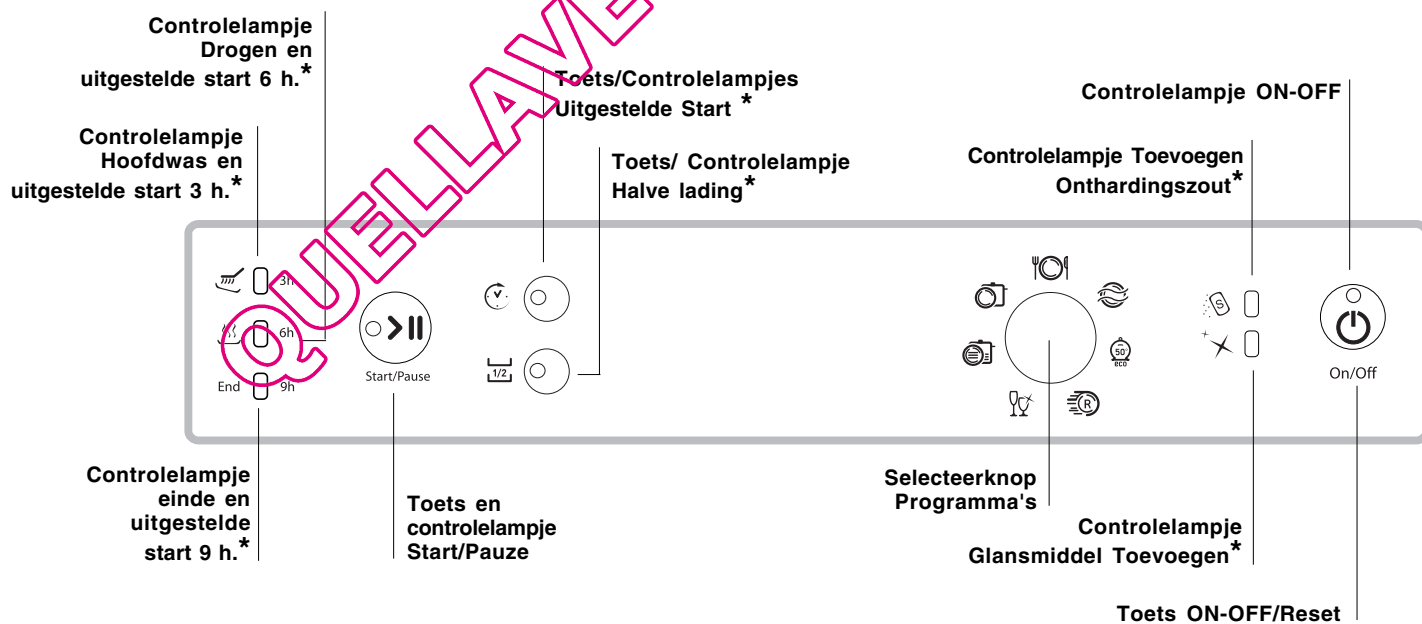 Controlelampje
Drogen en
uitgestelde start 6 h.*
Controlelampje
Hoofdwas en
uitgestelde start 3 h.*
Toets/Controlelampjes
Uitgestelde Start *
Toets/ Controlelampje
Halve lading*
Controlelampje ON-OFF
Controlelampje Toevoegen
Onthardingszout*
3h
6h
End 9h
Start/Pause
1/2
50°
eco
R
S
On/Off
Controlelampje
einde en
uitgestelde
start 9 h.*
Toets en
controlelampje
Start/Pauze
Selecteerknop
Programma's
Controlelampje
Glansmiddel Toevoegen*
Toets ON-OFF/Reset